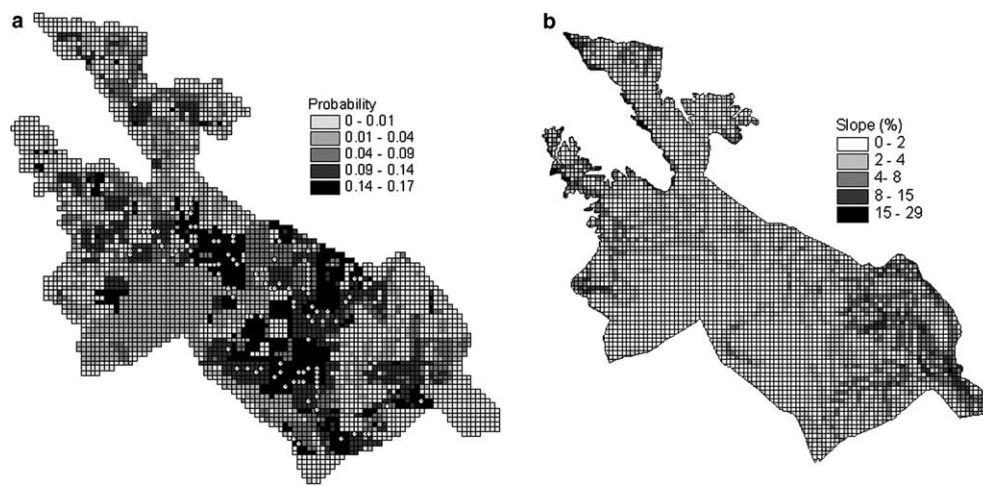 a
Probability
0 - 0.01
0.01 - 0.04
0.04 - 0.09
0.09 - 0.14
0.14 - 0.17
b
Slope (%)
0 - 2
2 - 4
4- 8
8 - 15
15 - 29